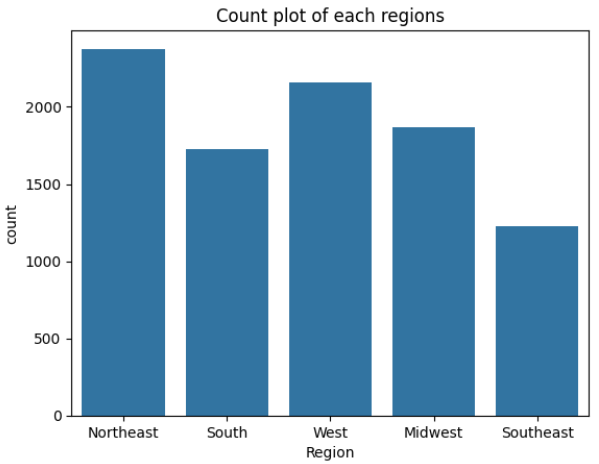 Count plot of each regions
count
2000
1500
1000
500
0
Northeast South West Midwest Southeast
Region